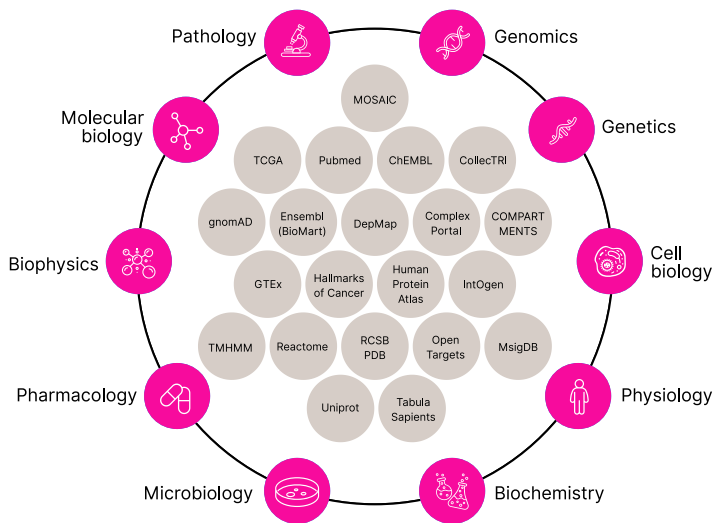 Pathology
Genomics
MOSAIC
Molecular
biology
Genetics
TCGA
Pubmed
ChEMBL
CollecTRI
gnomAD
Ensembl
(BioMart)
DepMap
Complex
Portal
COMPART
MENTS
Biophysics
Cell
biology
GTEx
Hallmarks
of Cancer
Human
Protein
Atlas
IntOgen
TMHMM
Reactome
RCSB
PDB
Open
Targets
MsigDB
Pharmacology
Physiology
Uniprot
Tabula
Sapiens
Microbiology
Biochemistry